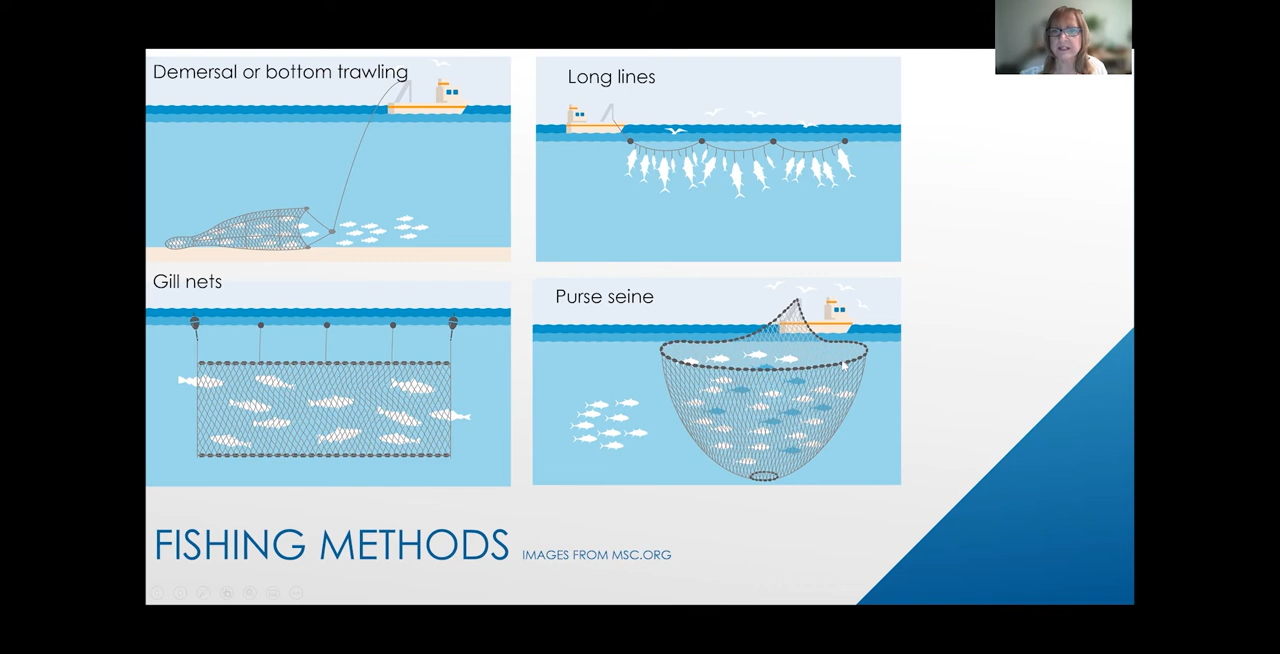 Demersal or bottom trawling
Long lines
Gill nets
Purse seine
FISHING METHODS IMAGES FROM MSC.ORG